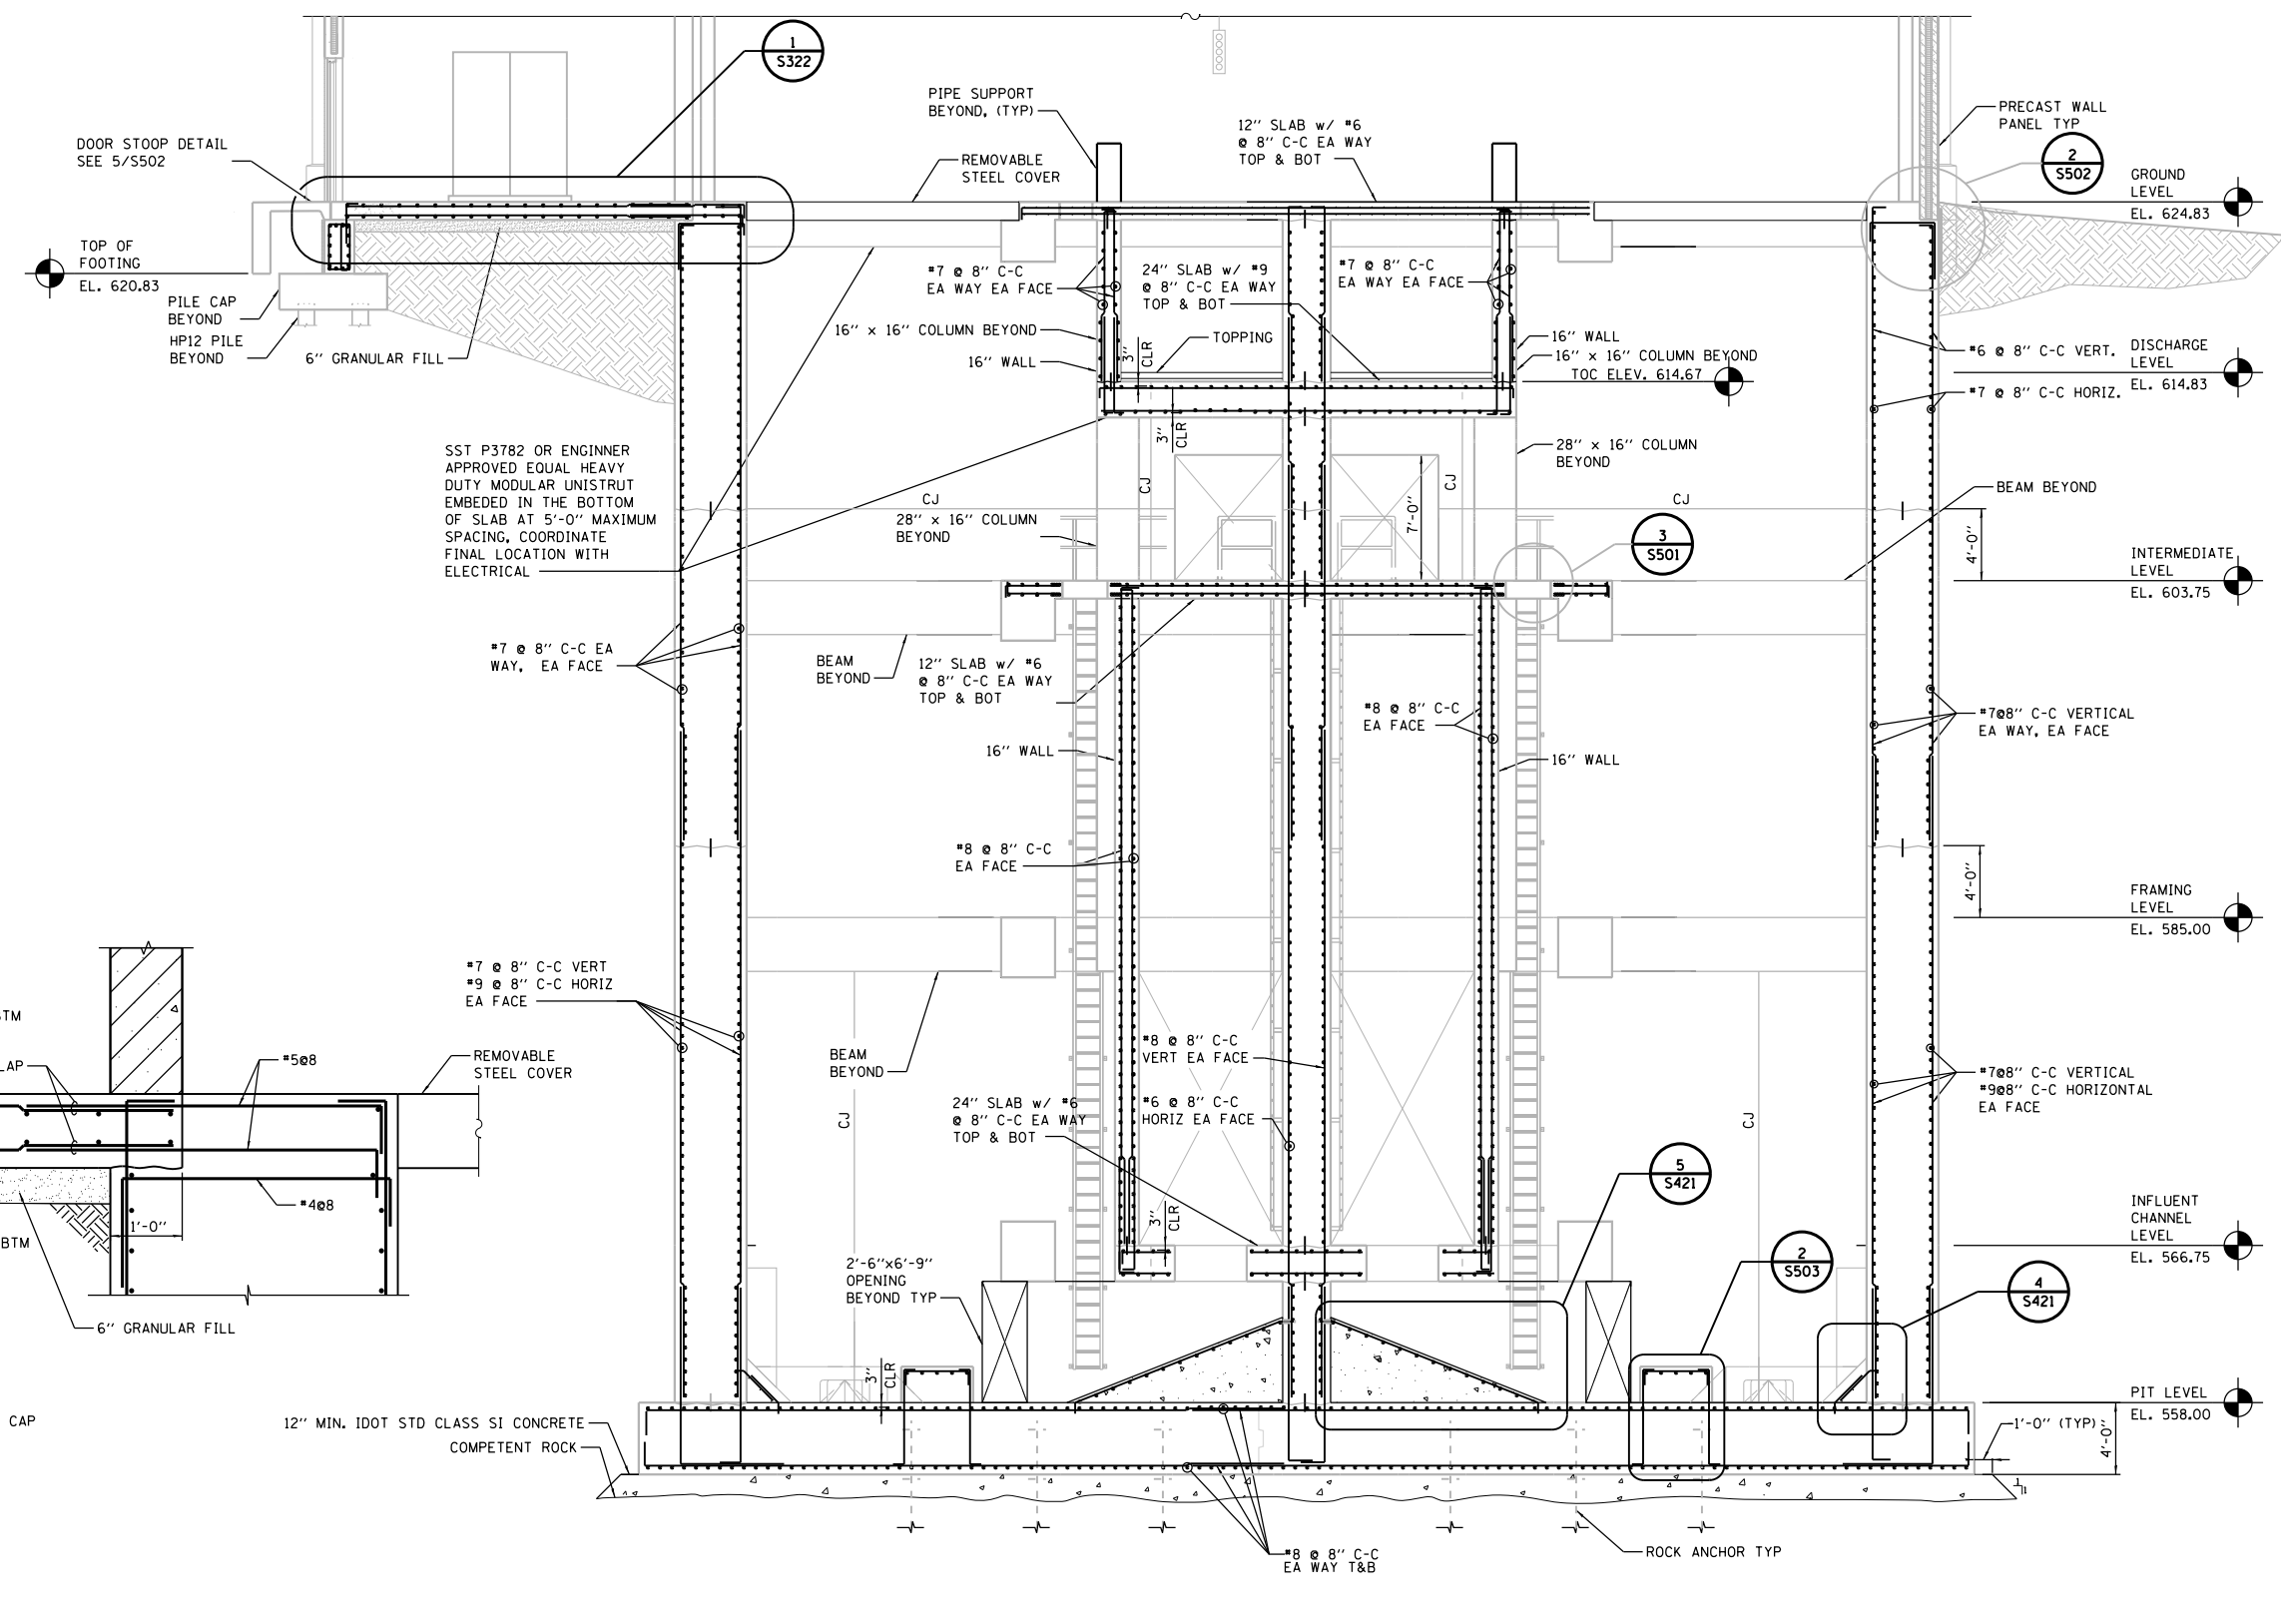 1
S322
PIPE SUPPORT
BEYOND, (TYP)
12" SLAB w/ #6
@ 8" C-C EA WAY
TOP & BOT
PRECAST WALL
PANEL TYP
DOOR STOOP DETAIL
SEE 5/S502
REMOVABLE
STEEL COVER
2
S502
GROUND
LEVEL
EL. 624.83
TOP OF
FOOTING
EL. 620.83
PILE CAP
BEYOND
HP12 PILE
BEYOND
6" GRANULAR FILL
#7 @ 8" C-C
EA WAY EA FACE
24" SLAB w/ #9
@ 8" C-C EA WAY
TOP & BOT
#7 @ 8" C-C
EA WAY EA FACE
16" x 16" COLUMN BEYOND
16" WALL
3"
CLR
TOPPING
16" WALL
16" x 16" COLUMN BEYOND
TOC ELEV. 614.67
#6 @ 8" C-C VERT.
#7 @ 8" C-C HORIZ.
DISCHARGE
LEVEL
EL. 614.83
SST P3782 OR ENGINNER
APPROVED EQUAL HEAVY
DUTY MODULAR UNISTRUT
EMBEDED IN THE BOTTOM
OF SLAB AT 5'-0" MAXIMUM
SPACING, COORDINATE
FINAL LOCATION WITH
ELECTRICAL
3"
CLR
28" x 16" COLUMN
BEYOND
CJ
CJ
CJ
CJ
7'-0"
28" x 16" COLUMN
BEYOND
BEAM BEYOND
3
S501
4'-0"
INTERMEDIATE
LEVEL
EL. 603.75
#7 @ 8" C-C EA
WAY, EA FACE
BEAM
BEYOND
12" SLAB w/ #6
@ 8" C-C EA WAY
TOP & BOT
#8 @ 8" C-C
EA FACE
#7@8" C-C VERTICAL
EA WAY, EA FACE
16" WALL
16" WALL
#8 @ 8" C-C
EA FACE
4'-0"
FRAMING
LEVEL
EL. 585.00
#7 @ 8" C-C VERT
#9 @ 8" C-C HORIZ
EA FACE
TM
LAP
#5@8
REMOVABLE
STEEL COVER
BEAM
BEYOND
#8 @ 8" C-C
VERT EA FACE
#7@8" C-C VERTICAL
#9@8" C-C HORIZONTAL
EA FACE
24" SLAB w/ #6
@ 8" C-C EA WAY
TOP & BOT
#6 @ 8" C-C
HORIZ EA FACE
CJ
CJ
5
S421
#4@8
1'-0"
BTM
3"
CLR
INFLUENT
CHANNEL
LEVEL
EL. 566.75
2'-6"x6'-9"
OPENING
BEYOND TYP
2
S503
4
S421
6" GRANULAR FILL
3"
CLR
PIT LEVEL
EL. 558.00
CAP
12" MIN. IDOT STD CLASS SI CONCRETE
COMPETENT ROCK
1'-0" (TYP)
4'-0"
1
1
#8 @ 8" C-C
EA WAY T&B
ROCK ANCHOR TYP